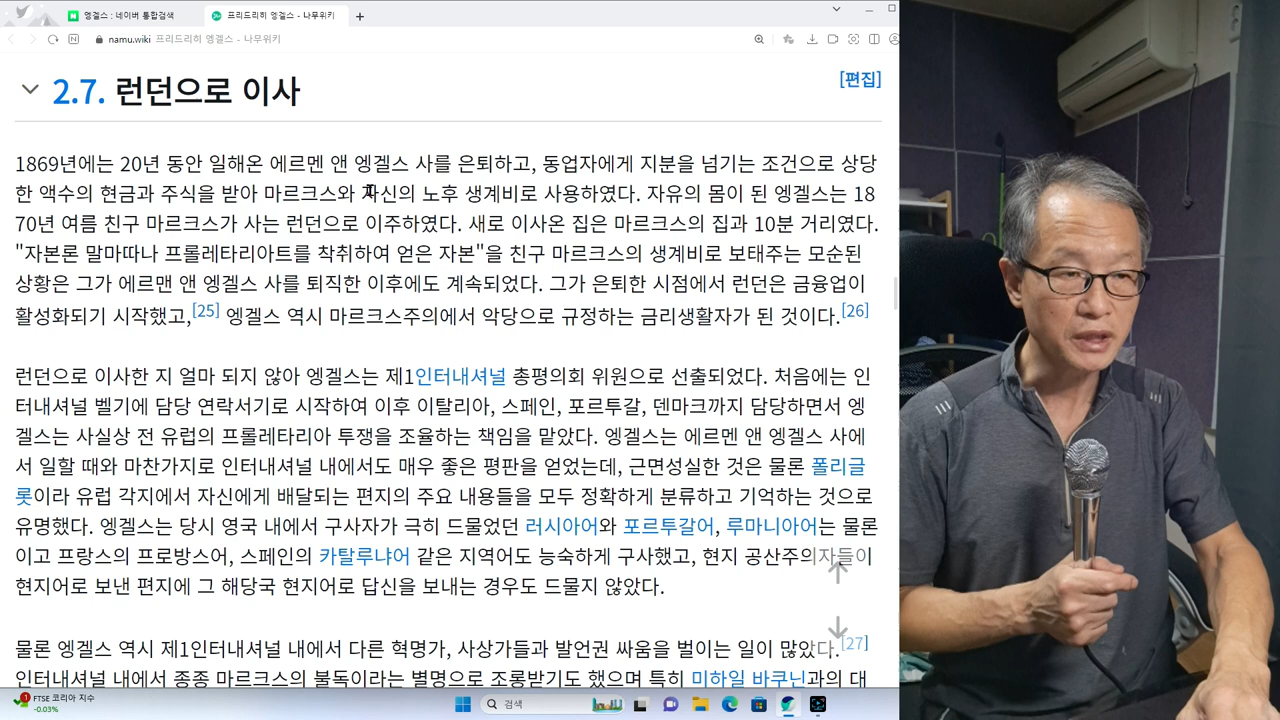 엥겔스 : 네이버 통합검색
프리드리히 엥겔스 - 나무위키
namu.wiki 프리드리히 엥겔스 - 나무위키
2.7. 런던으로 이사
[편집]
1869년에는 20년 동안 일해온 에르멘 앤 엥겔스 사를 은퇴하고, 동업자에게 지분을 넘기는 조건으로 상당
한 액수의 현금과 주식을 받아 마르크스와 자신의 노후 생계비로 사용하였다. 자유의 몸이 된 엥겔스는 18
70년 여름 친구 마르크스가 사는 런던으로 이주하였다. 새로 이사온 집은 마르크스의 집과 10분 거리였다.
"자본론 말마따나 프롤레타리아트를 착취하여 얻은 자본"을 친구 마르크스의 생계비로 보태주는 모순된
상황은 그가 에르맨 앤 엥겔스 사를 퇴직한 이후에도 계속되었다. 그가 은퇴한 시점에서 런던은 금융업이
활성화되기 시작했고,[25] 엥겔스 역시 마르크스주의에서 악당으로 규정하는 금리생활자가 된 것이다.[26]
런던으로 이사한 지 얼마 되지 않아 엥겔스는 제1인터내셔널 총평의회 위원으로 선출되었다. 처음에는 인
터내셔널 벨기에 담당 연락서기로 시작하여 이후 이탈리아, 스페인, 포르투갈, 덴마크까지 담당하면서 엥
겔스는 사실상 전 유럽의 프롤레타리아 투쟁을 조율하는 책임을 맡았다. 엥겔스는 에르멘 앤 엥겔스 사에
서 일할 때와 마찬가지로 인터내셔널 내에서도 매우 좋은 평판을 얻었는데, 근면성실한 것은 물론 폴리글
롯이라 유럽 각지에서 자신에게 배달되는 편지의 주요 내용들을 모두 정확하게 분류하고 기억하는 것으로
유명했다. 엥겔스는 당시 영국 내에서 구사자가 극히 드물었던 러시아어와 포르투갈어, 루마니아어는 물론
이고 프랑스의 프로방스어, 스페인의 카탈루냐어 같은 지역어도 능숙하게 구사했고, 현지 공산주의자들이
현지어로 보낸 편지에 그 해당국 현지어로 답신을 보내는 경우도 드물지 않았다.
물론 엥겔스 역시 제1인터내셔널 내에서 다른 혁명가, 사상가들과 발언권 싸움을 벌이는 일이 많았다.[27]
인터내셔널 내에서 종종 마르크스의 불독이라는 별명으로 조롱받기도 했으며 특히 미하일 바쿠닌과의 대
1
FTSE 코리아 지수
-0.03%
검색